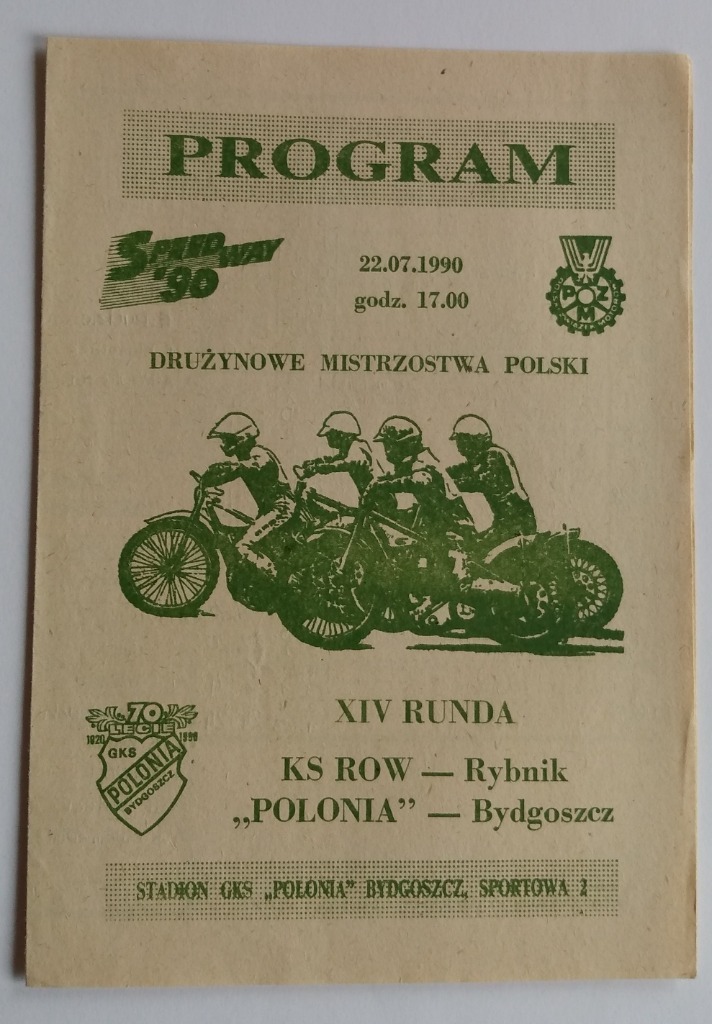 PROGRAM
SPEEDWAY
'90
22.07.1990
godz. 17.00
PZM
DRUŻYNOWE MISTRZOSTWA POLSKI
70
LECIE
1920 1990
GKS
POLONIA
BYDGOSZCZ
XIV RUNDA
KS ROW — Rybnik
„POLONIA” — Bydgoszcz
STADION GKS „POLONIA” BYDGOSZCZ, SPORTOWA 2